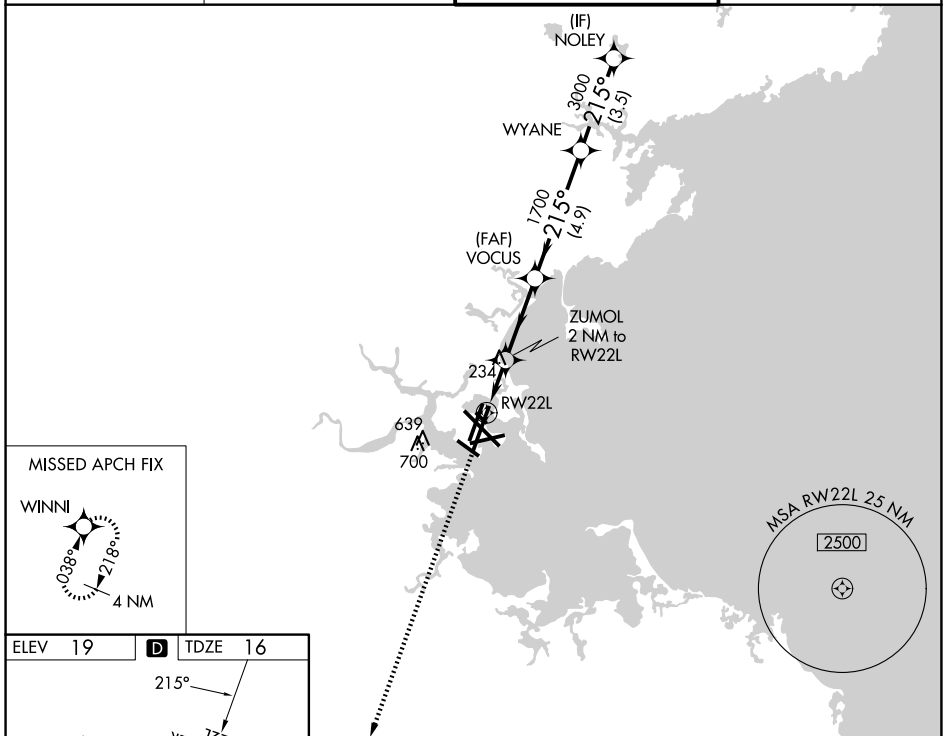 (IF)
NOLEY
3000
215°
(3.5)
WYANE
1700
215°
(4.9)
(FAF)
VOCUS
ZUMOL
2 NM to
RW22L
234
RW22L
639
700
MISSED APCH FIX
WINNI
038°
218°
4 NM
MSA RW22L 25 NM
2500
ELEV 19 D TDZE 16
215°